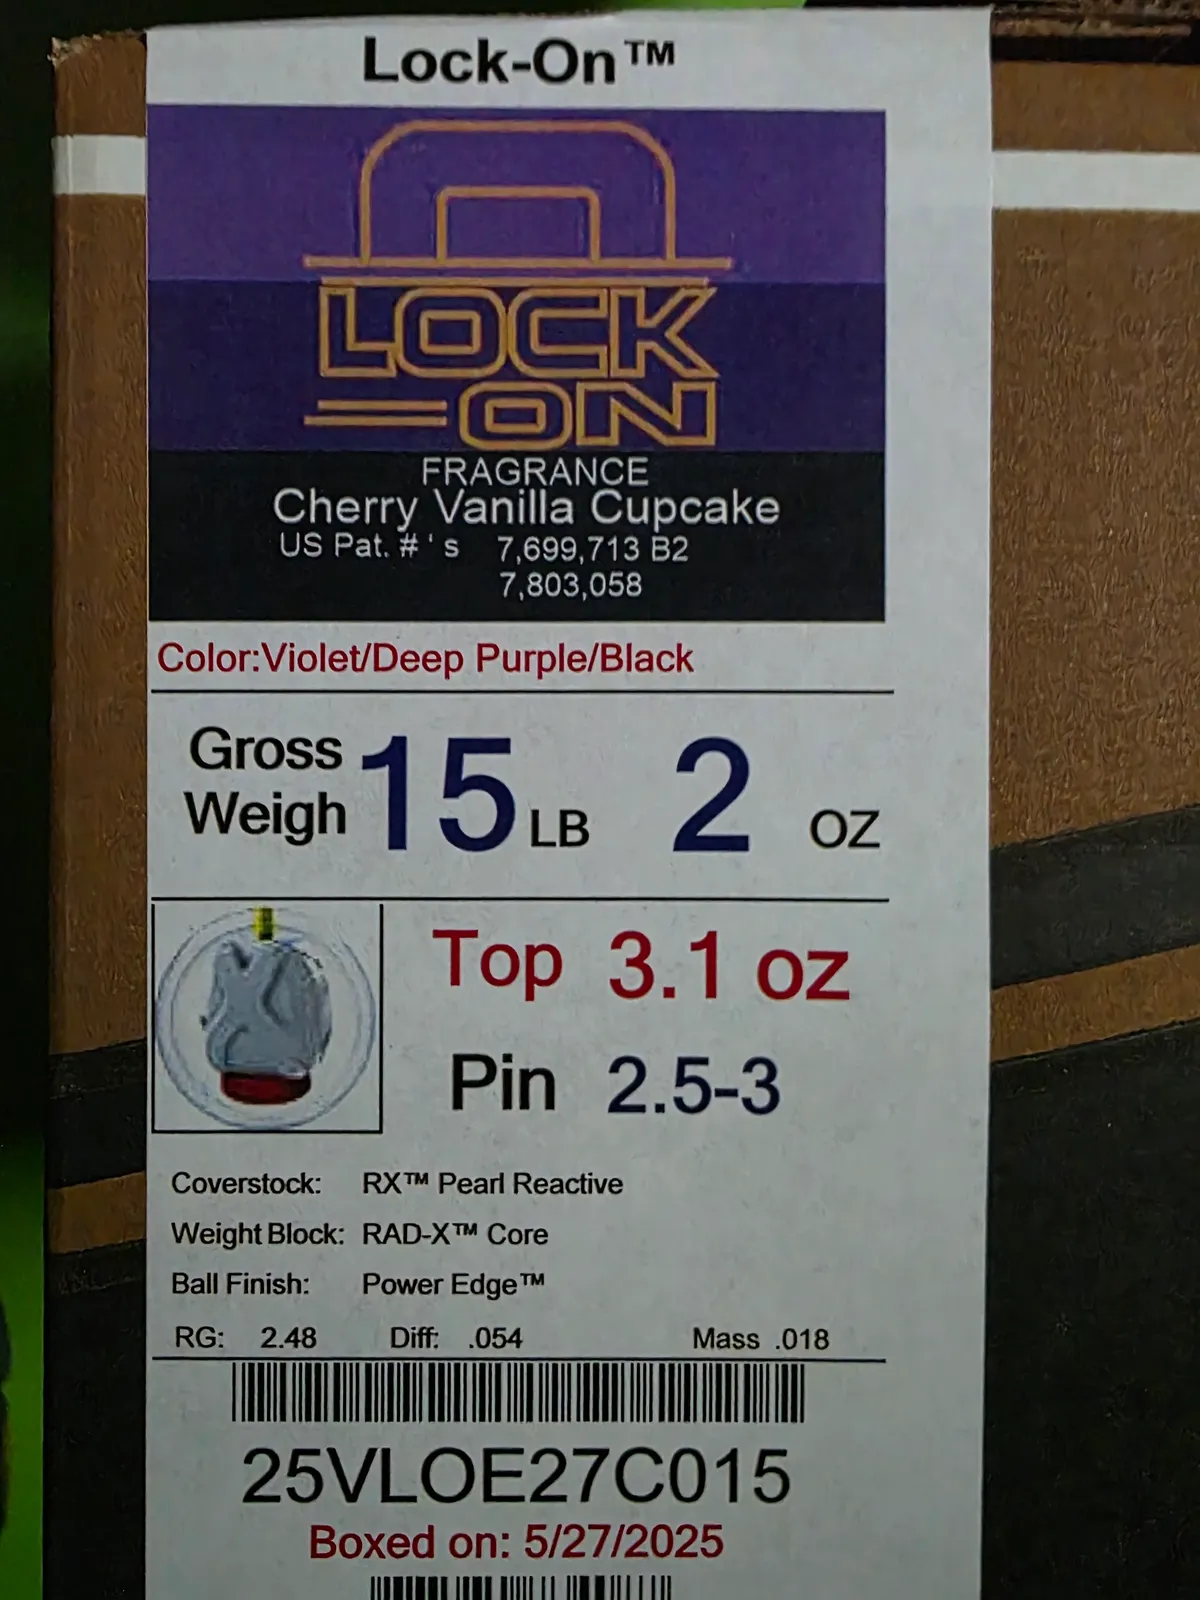 Lock-On™
LOCK
ON
FRAGRANCE
Cherry Vanilla Cupcake
US Pat. # ' s 7,699,713 B2
7,803,058
Color:Violet/Deep Purple/Black
Gross
Weigh 15 LB 2 OZ
Top 3.1 oz
Pin 2.5-3
Coverstock: RX™ Pearl Reactive
Weight Block: RAD-X™ Core
Ball Finish: Power Edge™
RG: 2.48 Diff: .054 Mass .018
25VLOE27C015
Boxed on: 5/27/2025